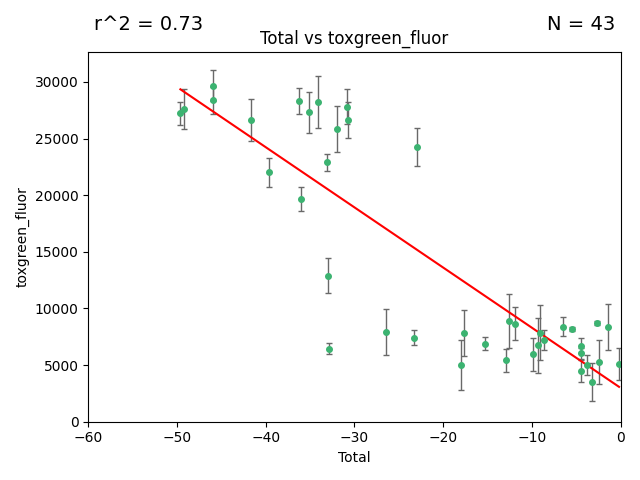 r^2 = 0.73
N = 43
Total vs toxgreen_fluor
30000
25000
20000
15000
10000
5000
0
toxgreen_fluor
−60
−50
−40
−30
−20
−10
0
Total